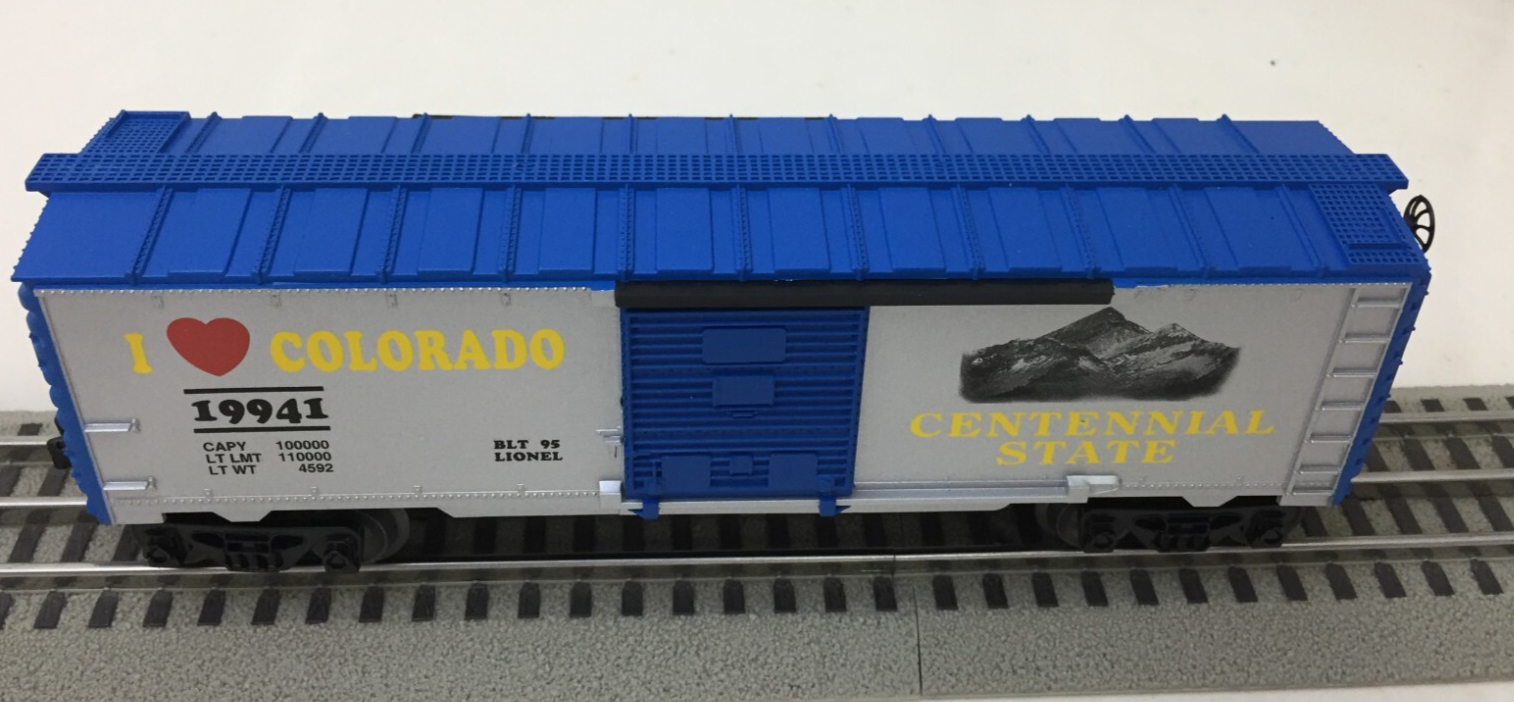 I ♥ COLORADO
19941
CAPY 100000
LT LMT 110000
LT WT 4592
BLT 95
LIONEL
CENTENNIAL
STATE